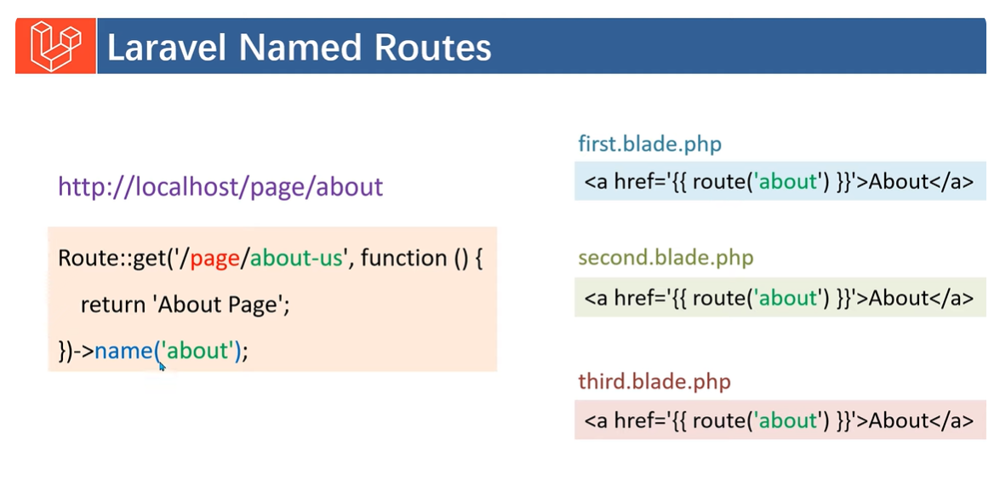 Laravel Named Routes
http://localhost/page/about
Route::get('/page/about-us', function () {
return 'About Page';
})->name('about');
first.blade.php
<a href='{{ route('about') }}'>About</a>
second.blade.php
<a href='{{ route('about') }}'>About</a>
third.blade.php
<a href='{{ route('about') }}'>About</a>